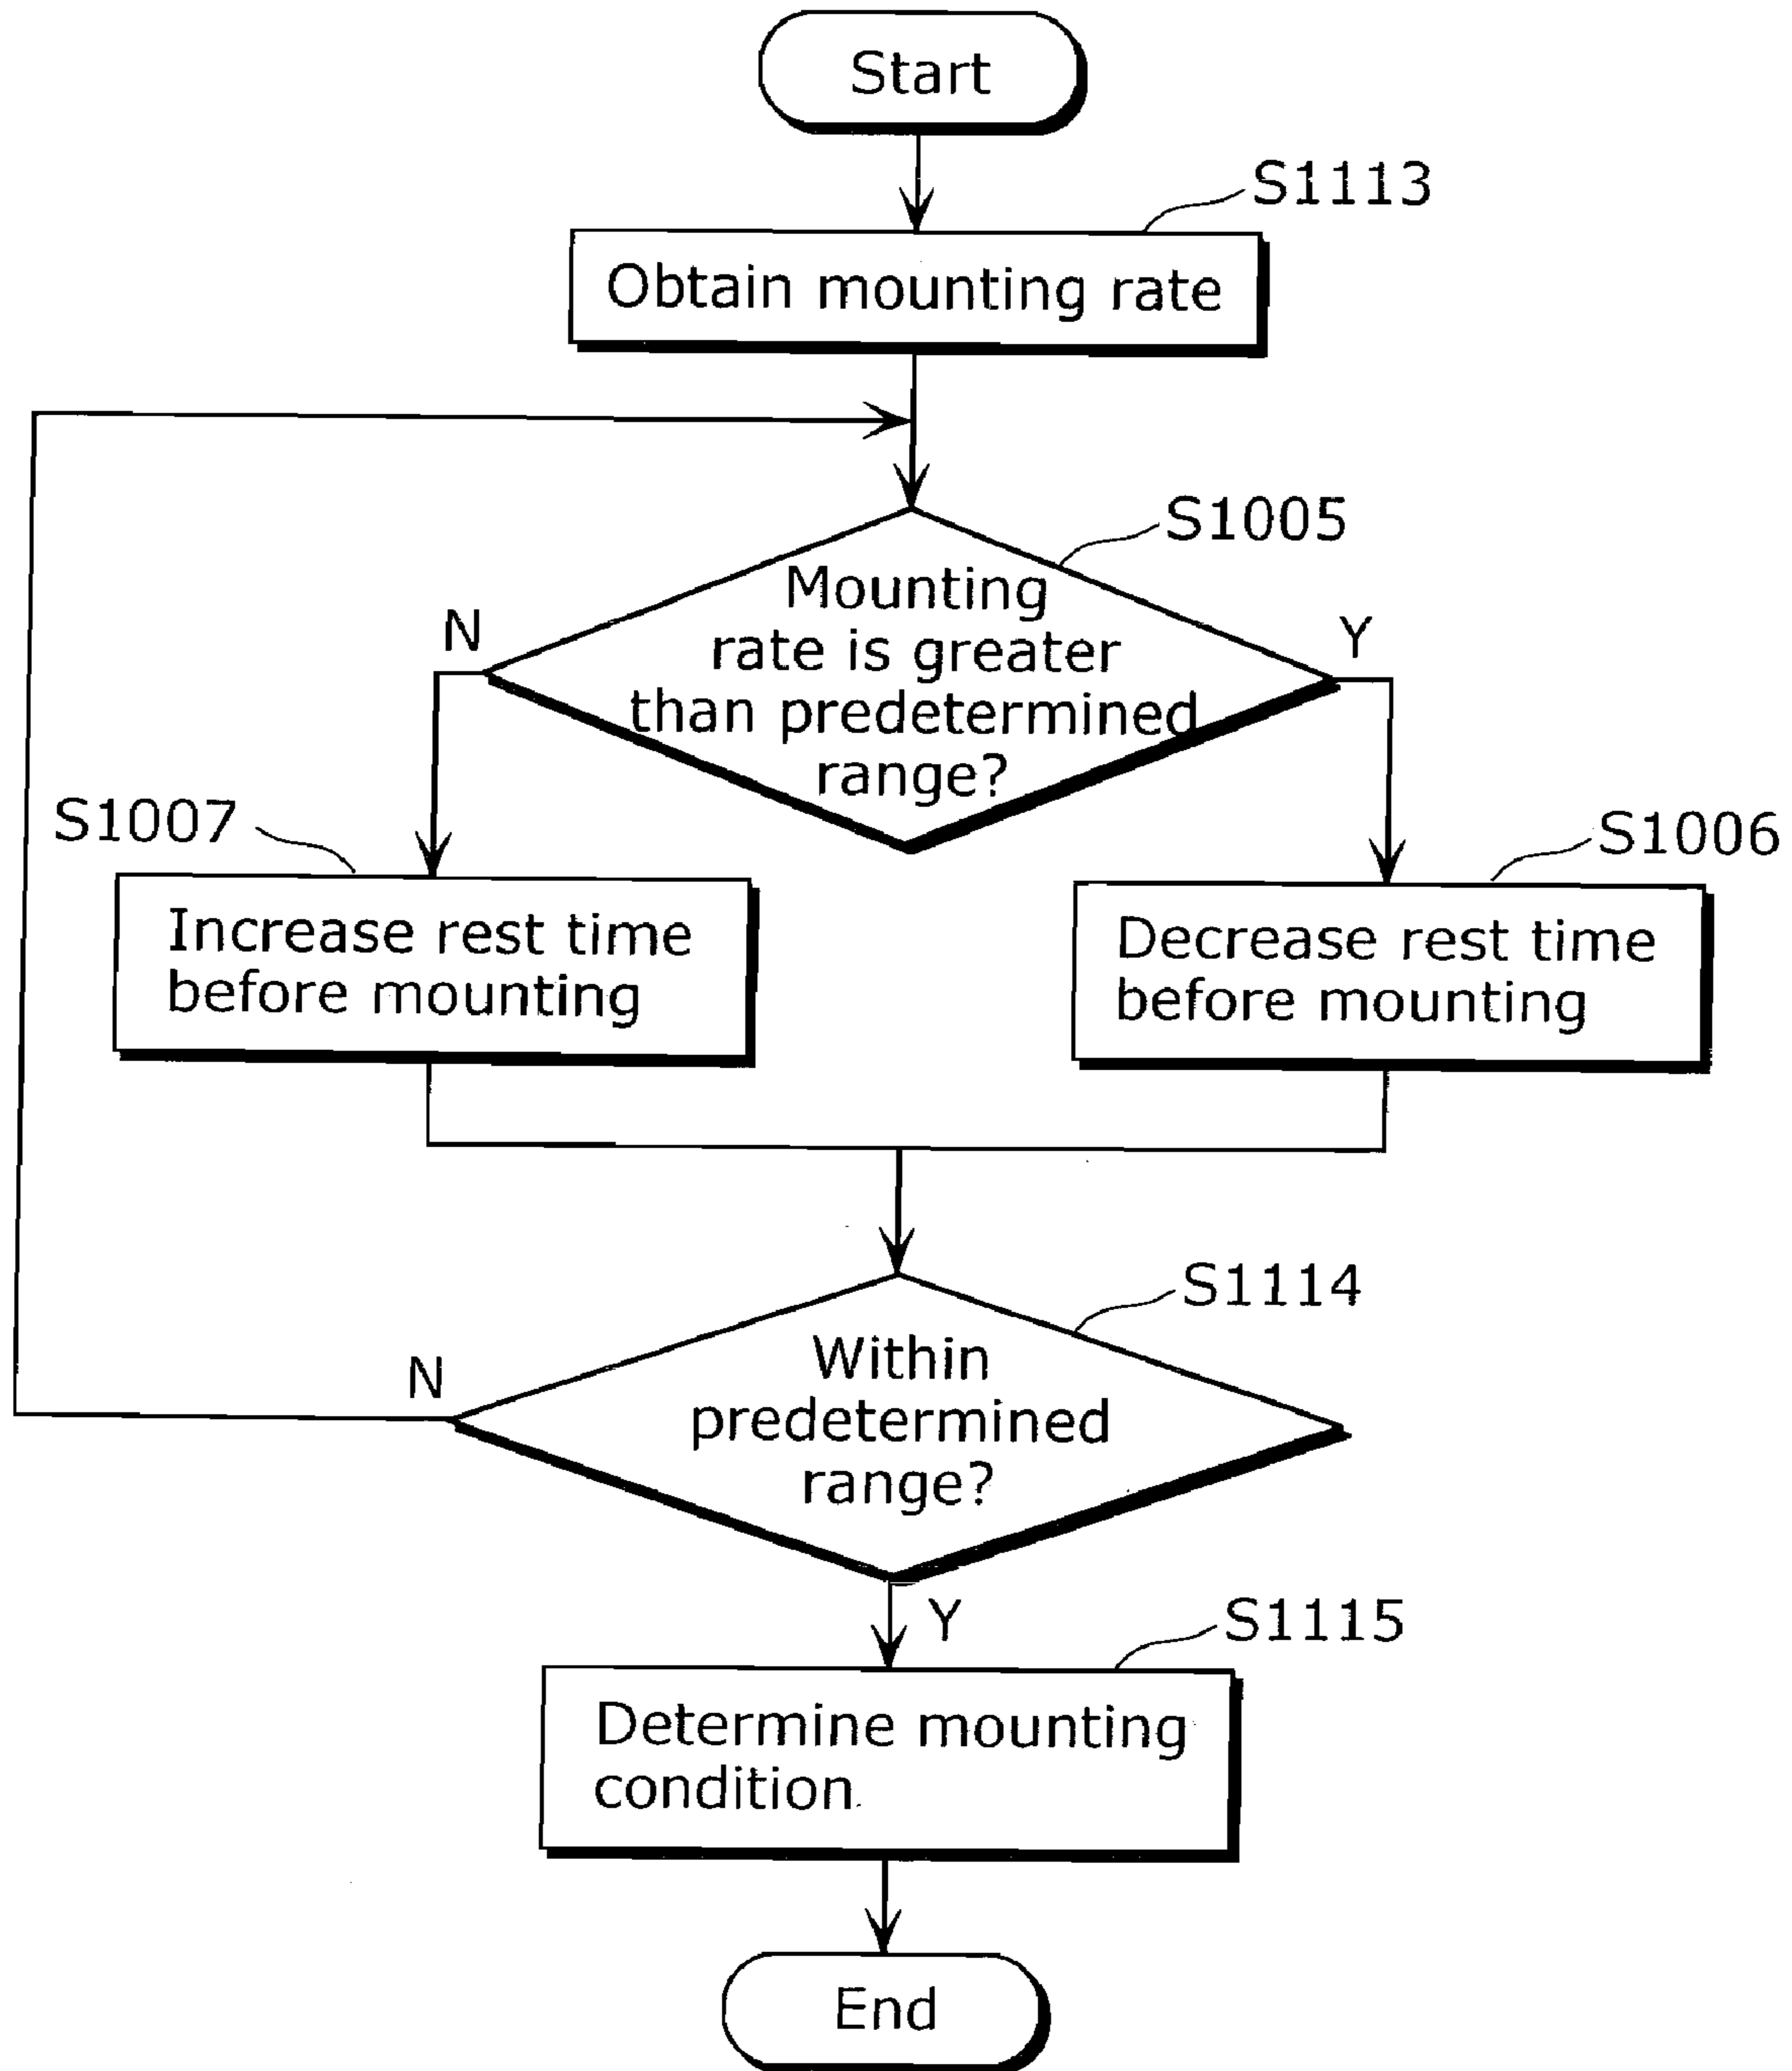 Start
S1113
Obtain mounting rate
S1005
Mounting
rate is greater
than predetermined
range?
N
Y
S1007
S1006
Increase rest time
before mounting
Decrease rest time
before mounting
S1114
Within
predetermined
range?
N
Y
S1115
Determine mounting
condition
End